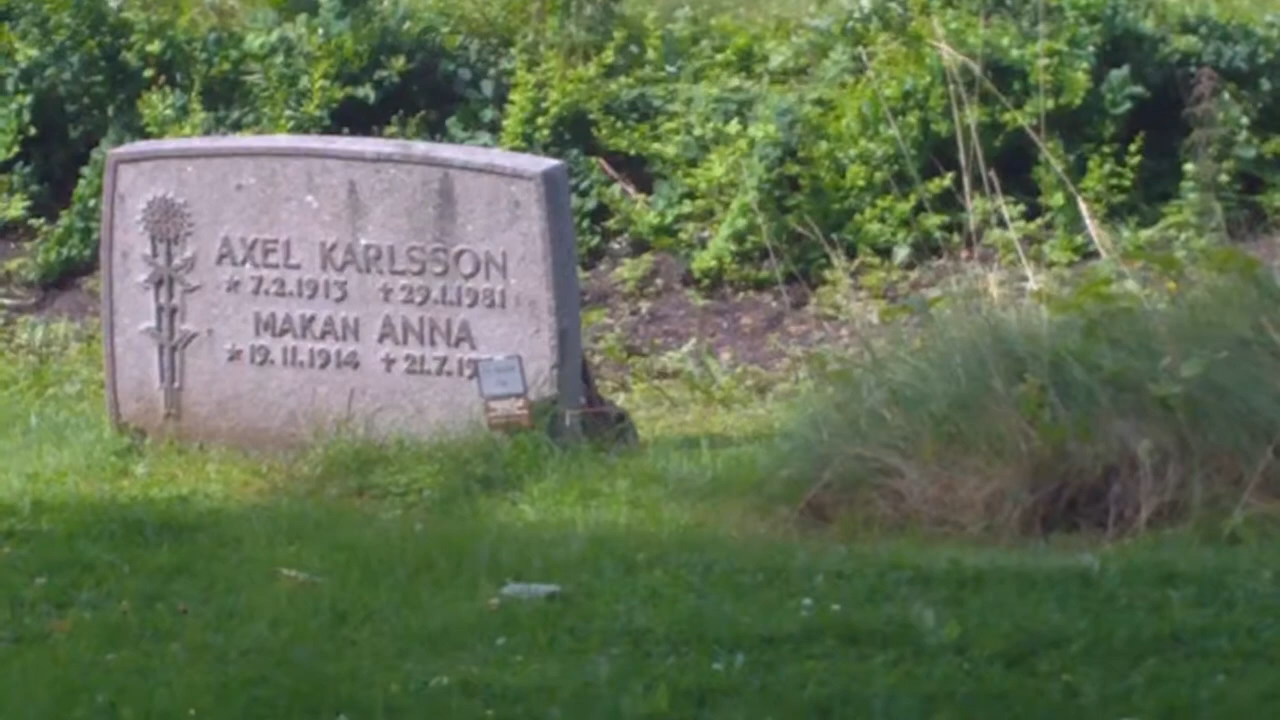 AXEL KARLSSON
* 7.2.1913 † 29.1.1981
MAKAN ANNA
* 19.11.1914 † 21.7.19